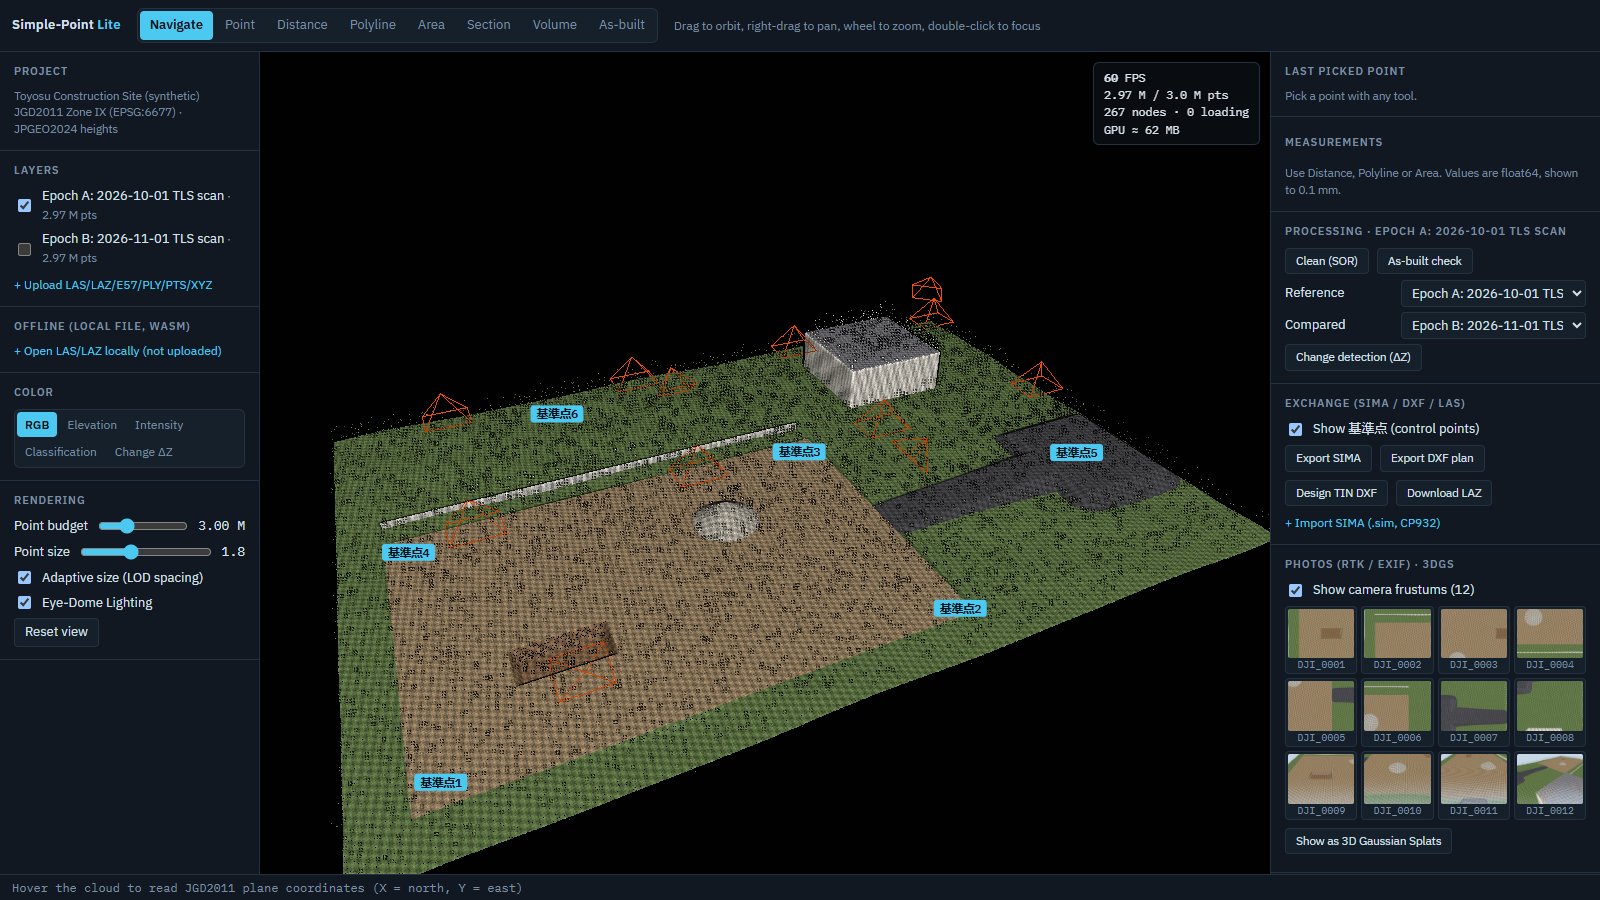 Simple-Point Lite
Navigate Point Distance Polyline Area Section Volume As-built
Drag to orbit, right-drag to pan, wheel to zoom, double-click to focus
PROJECT
Toyosu Construction Site (synthetic)
JGD2011 Zone IX (EPSG:6677) ·
JPGEO2024 heights
LAYERS
Epoch A: 2026-10-01 TLS scan ·
2.97 M pts
Epoch B: 2026-11-01 TLS scan ·
2.97 M pts
+ Upload LAS/LAZ/E57/PLY/PTS/XYZ
OFFLINE (LOCAL FILE, WASM)
+ Open LAS/LAZ locally (not uploaded)
COLOR
RGB Elevation Intensity
Classification Change ΔZ
RENDERING
Point budget 3.00 M
Point size 1.8
Adaptive size (LOD spacing)
Eye-Dome Lighting
Reset view
60 FPS
2.97 M / 3.0 M pts
267 nodes · 0 loading
GPU ≈ 62 MB
基準点6
基準点3
基準点5
基準点4
基準点2
基準点1
LAST PICKED POINT
Pick a point with any tool.
MEASUREMENTS
Use Distance, Polyline or Area. Values are float64, shown
to 0.1 mm.
PROCESSING · EPOCH A: 2026-10-01 TLS SCAN
Clean (SOR) As-built check
Reference Epoch A: 2026-10-01 TLS
Compared Epoch B: 2026-11-01 TLS
Change detection (ΔZ)
EXCHANGE (SIMA / DXF / LAS)
Show 基準点 (control points)
Export SIMA Export DXF plan
Design TIN DXF Download LAZ
+ Import SIMA (.sim, CP932)
PHOTOS (RTK / EXIF) · 3DGS
Show camera frustums (12)
DJI_0001 DJI_0002 DJI_0003 DJI_0004
DJI_0005 DJI_0006 DJI_0007 DJI_0008
DJI_0009 DJI_0010 DJI_0011 DJI_0012
Show as 3D Gaussian Splats
Hover the cloud to read JGD2011 plane coordinates (X = north, Y = east)